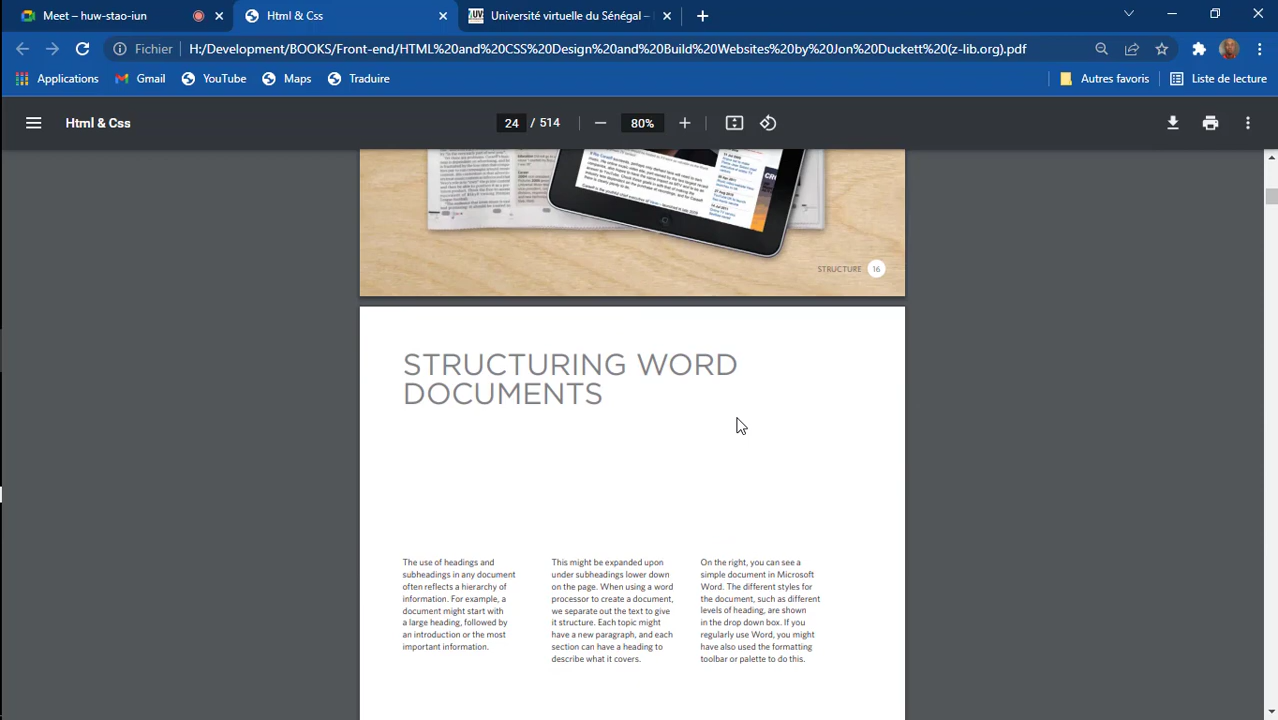 Meet – huw-stao-iun
Html & Css
Université virtuelle du Sénégal -
Fichier
H:/Development/BOOKS/Front-end/HTML%20and%20CSS%20Design%20and%20Build%20Websites%20by%20Jon%20Duckett%20(z-lib.org).pdf
Applications
Gmail
YouTube
Maps
Traduire
Autres favoris
Liste de lecture
Html & Css
24 / 514
80%
STRUCTURE 16
STRUCTURING WORD
DOCUMENTS
The use of headings and
subheadings in any document
often reflects a hierarchy of
information. For example, a
document might start with
a large heading, followed by
an introduction or the most
important information.
This might be expanded upon
under subheadings lower down
on the page. When using a word
processor to create a document,
we separate out the text to give
it structure. Each topic might
have a new paragraph, and each
section can have a heading to
describe what it covers.
On the right, you can see a
simple document in Microsoft
Word. The different styles for
the document, such as different
levels of heading, are shown
in the drop down box. If you
regularly use Word, you might
have also used the formatting
toolbar or palette to do this.